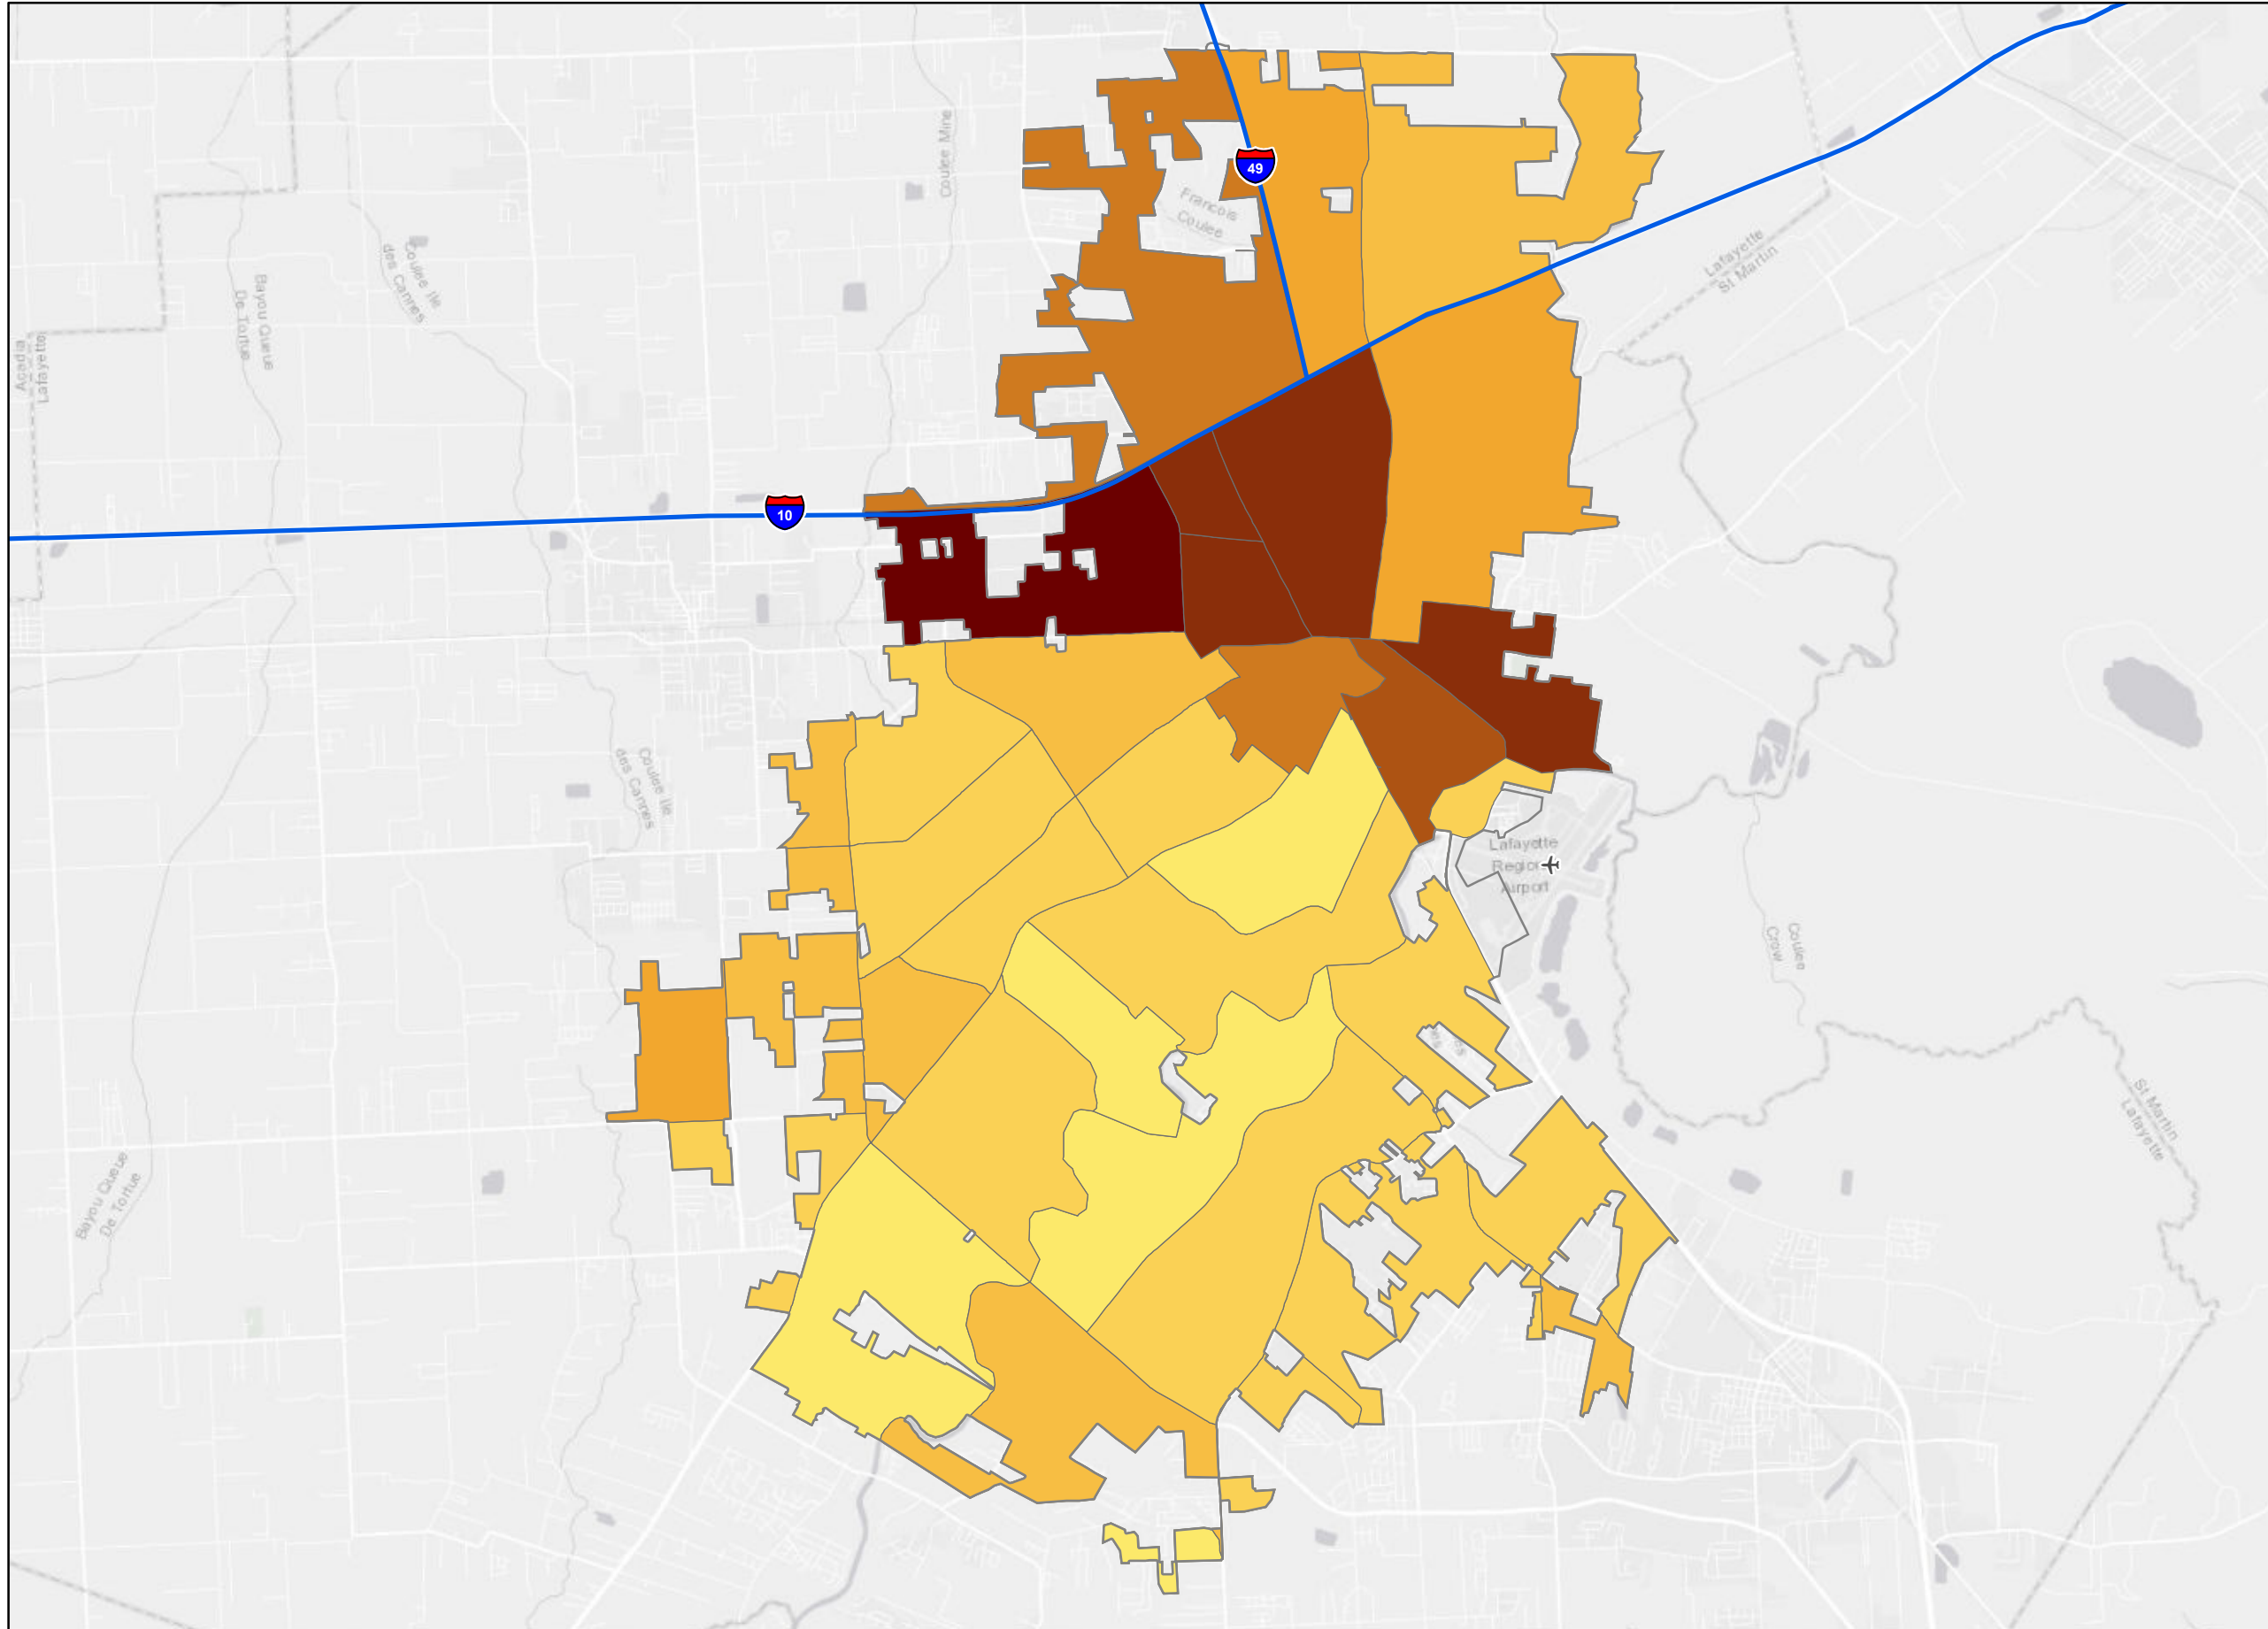 49
Coulee Mine
Francois
Coulee
Coulee Ile
des Cannes
Bayou Queue
De Tortue
Lafayette
St Martin
Acadia
Lafayette
10
Coulee Ile
des Cannes
Lafayette
Airport
Coulee
Crow
St Martin
Lafayette
Bayou Queue
De Tortue